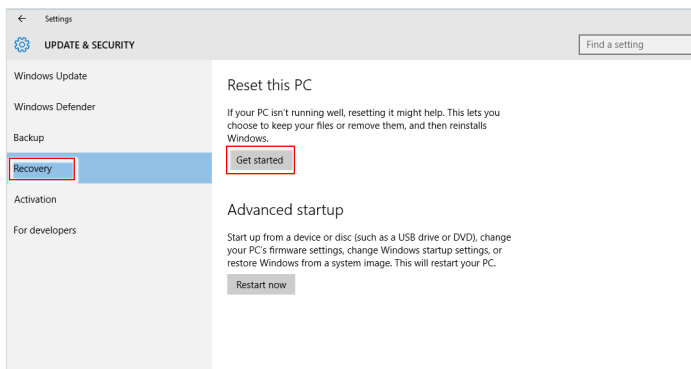 Settings
UPDATE & SECURITY
Find a setting
Windows Update
Windows Defender
Backup
Recovery
Activation
For developers
Reset this PC
If your PC isn't running well, resetting it might help. This lets you
choose to keep your files or remove them, and then reinstalls
Windows.
Get started
Advanced startup
Start up from a device or disc (such as a USB drive or DVD), change
your PC's firmware settings, change Windows startup settings, or
restore Windows from a system image. This will restart your PC.
Restart now